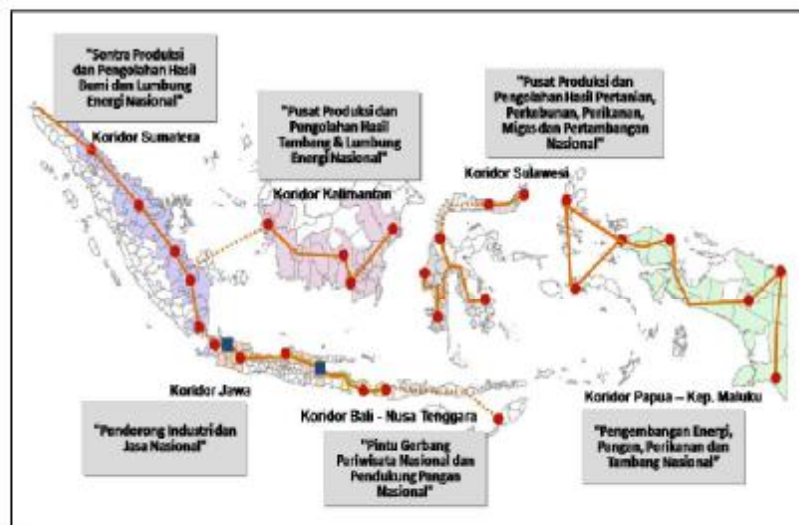 "Sentra Produksi
dan Pengolahan Hasil
Bumi dan Lumbung
Energi Nasional"
Koridor Sumatera
"Pusat Produksi dan
Pengolahan Hasil
Tambang & Lumbung
Energi Nasional"
Koridor Kalimantan
"Pusat Produksi dan
Pengolahan Hasil Pertanian,
Perkebunan, Perikanan,
Migas dan Pertambangan
Nasional"
Koridor Sulawesi
Koridor Jawa
"Pendorong Industri dan
Jasa Nasional"
Koridor Bali - Nusa Tenggara
"Pintu Gerbang
Pariwisata Nasional dan
Pendukung Pangan
Nasional"
Koridor Papua – Kep. Maluku
"Pengembangan Energi,
Pangan, Perikanan dan
Tambang Nasional"